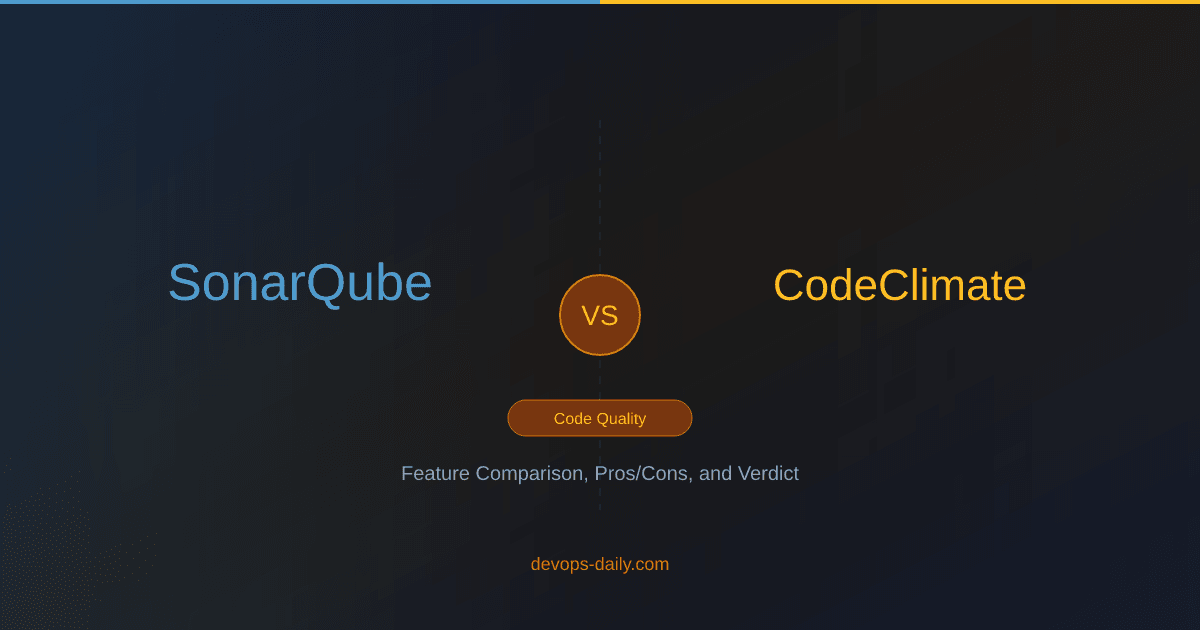 SonarQube
VS
CodeClimate
Code Quality
Feature Comparison, Pros/Cons, and Verdict
devops-daily.com